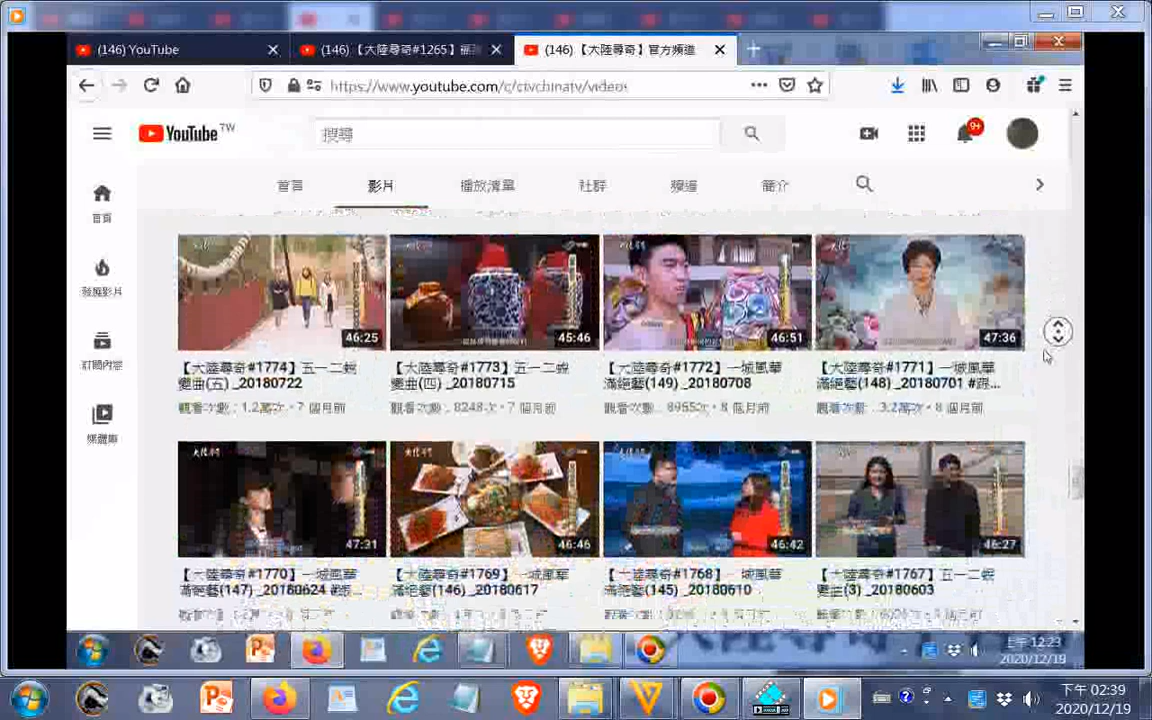 (146) YouTube
(146) 【大陸尋奇#1265】
(146) 【大陸尋奇】官方頻道
https://www.youtube.com/c/ctvchinatv/videos
YouTube TW
搜尋
9+
首頁
影片
播放清單
社群
頻道
簡介
首頁
發燒影片
訂閱內容
媒體庫
46:25
45:46
46:51
47:36
【大陸尋奇#1774】五一二蛻
變曲(五) _20180722
觀看次數：1.2萬次・7 個月前
【大陸尋奇#1773】五一二蛻
變曲(四) _20180715
觀看次數：8248次・7 個月前
【大陸尋奇#1772】一城風華
滿絕藝(149) _20180708
觀看次數：8955次・8 個月前
【大陸尋奇#1771】一城風華
滿絕藝(148) _20180701
觀看次數：3.2萬次・8 個月前
47:31
46:46
46:42
46:27
【大陸尋奇#1770】一城風華
滿絕藝(147) _20180624
【大陸尋奇#1769】一城風華
滿絕藝(146) _20180617
【大陸尋奇#1768】一城風華
滿絕藝(145) _20180610
【大陸尋奇#1767】五一二蛻
變曲(3) _20180603
上午 12:23
2020/12/19
下午 02:39
2020/12/19